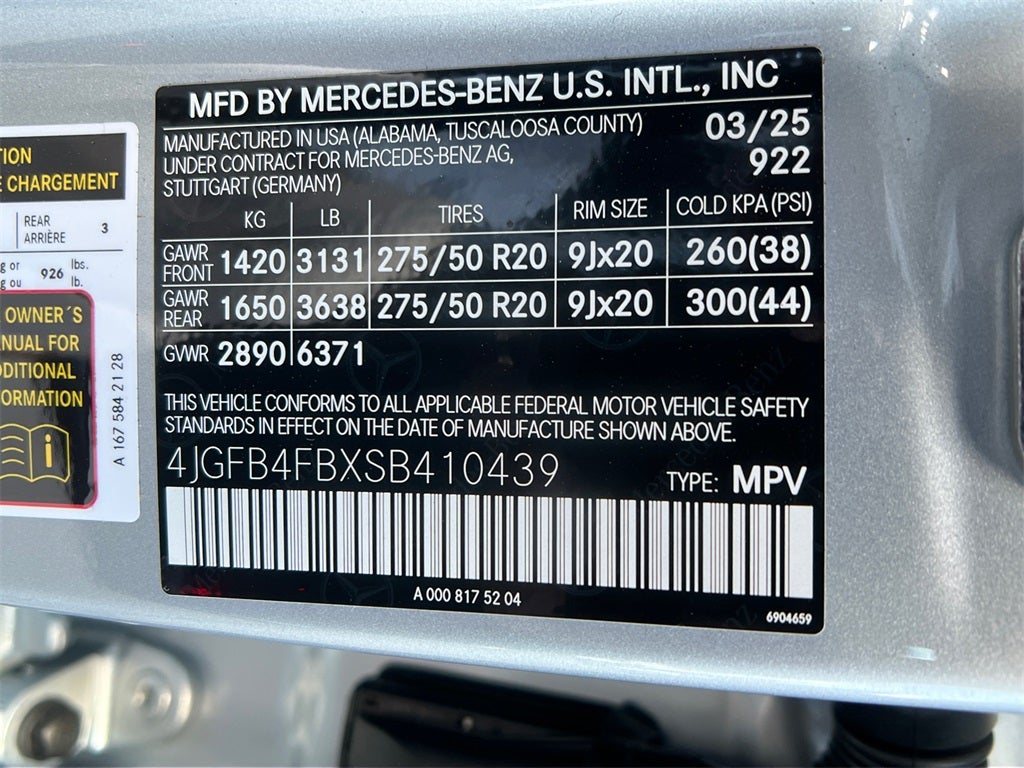 TION
E CHARGEMENT
REAR
ARRIÈRE 3
g or
g ou 926 lbs.
lb.
OWNER´S
NUAL FOR
DDITIONAL
FORMATION
i
A 167 584 21 28
MFD BY MERCEDES-BENZ U.S. INTL., INC
MANUFACTURED IN USA (ALABAMA, TUSCALOOSA COUNTY) 03/25
UNDER CONTRACT FOR MERCEDES-BENZ AG, 922
STUTTGART (GERMANY)
KG LB TIRES RIM SIZE COLD KPA (PSI)
GAWR FRONT 1420 3131 275/50 R20 9Jx20 260(38)
GAWR REAR 1650 3638 275/50 R20 9Jx20 300(44)
GVWR 2890 6371
THIS VEHICLE CONFORMS TO ALL APPLICABLE FEDERAL MOTOR VEHICLE SAFETY
STANDARDS IN EFFECT ON THE DATE OF MANUFACTURE SHOWN ABOVE.
4JGFB4FBXSB410439 TYPE: MPV
A 000 817 52 04
6904659